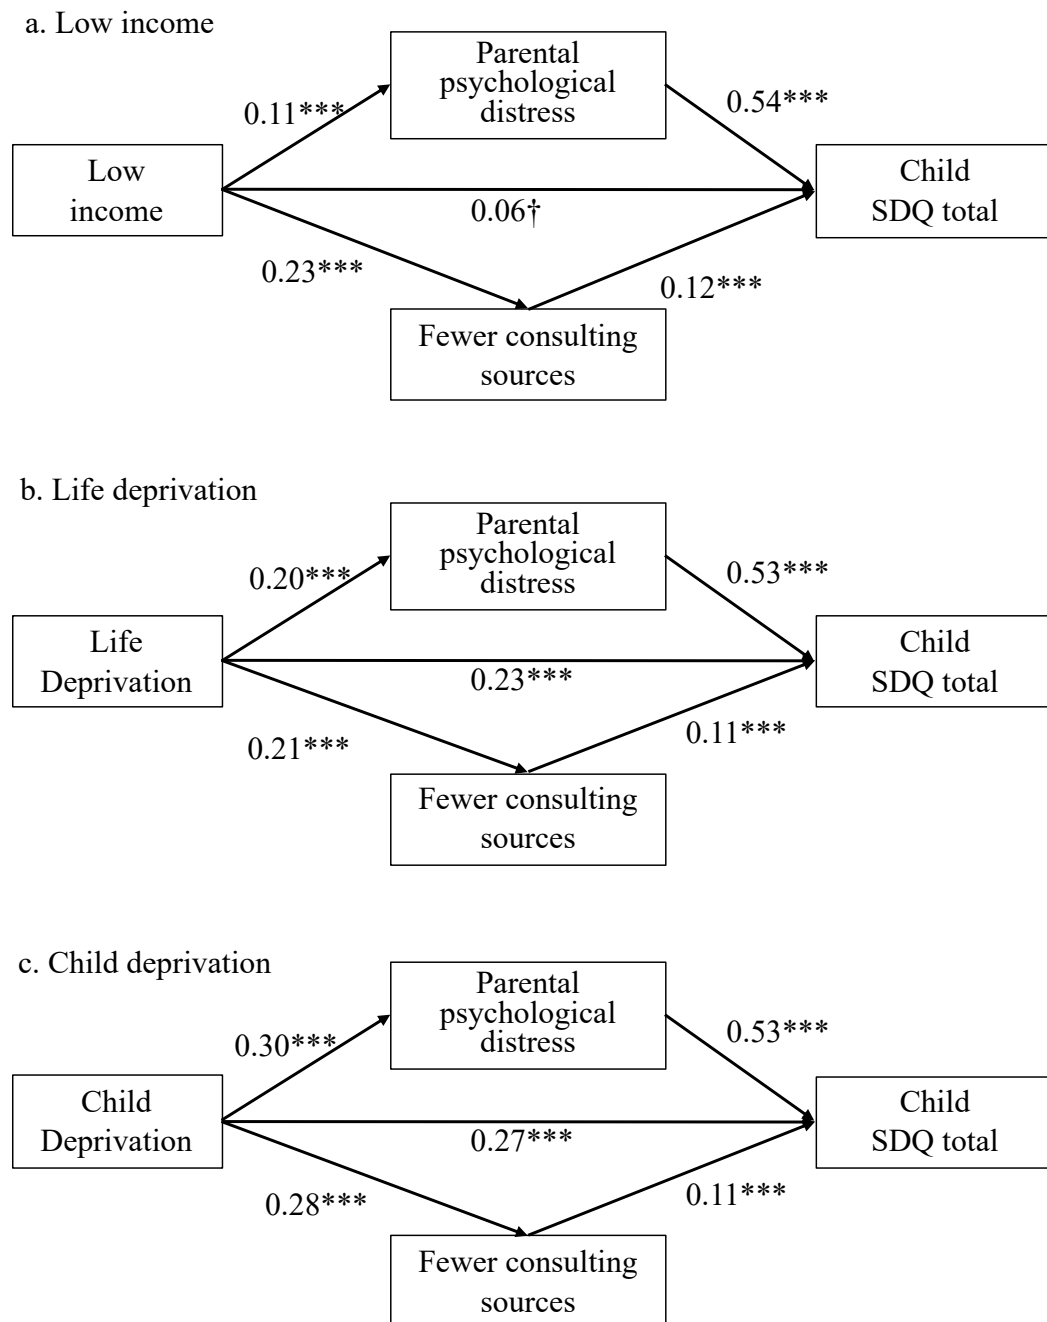 a. Low income
Parental
psychological
distress
0.11***
0.54***
Low
income
Child
SDQ total
0.06†
0.23***
0.12***
Fewer consulting
sources
b. Life deprivation
Parental
psychological
distress
0.20***
0.53***
Life
Deprivation
Child
SDQ total
0.23***
0.21***
0.11***
Fewer consulting
sources
c. Child deprivation
Parental
psychological
distress
0.30***
0.53***
Child
Deprivation
Child
SDQ total
0.27***
0.28***
0.11***
Fewer consulting
sources